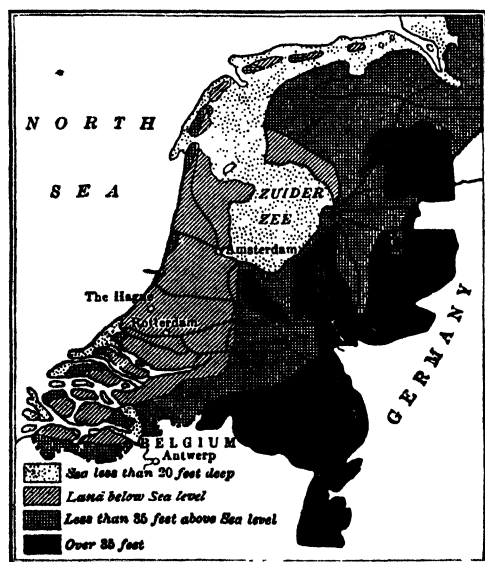 NORTH
SEA
ZUIDER
ZEE
Amsterdam
The Hague
Rotterdam
GERMANY
BELGIUM
Antwerp
Sea less than 20 feet deep
Land below Sea level
Less than 35 feet above Sea level
Over 35 feet